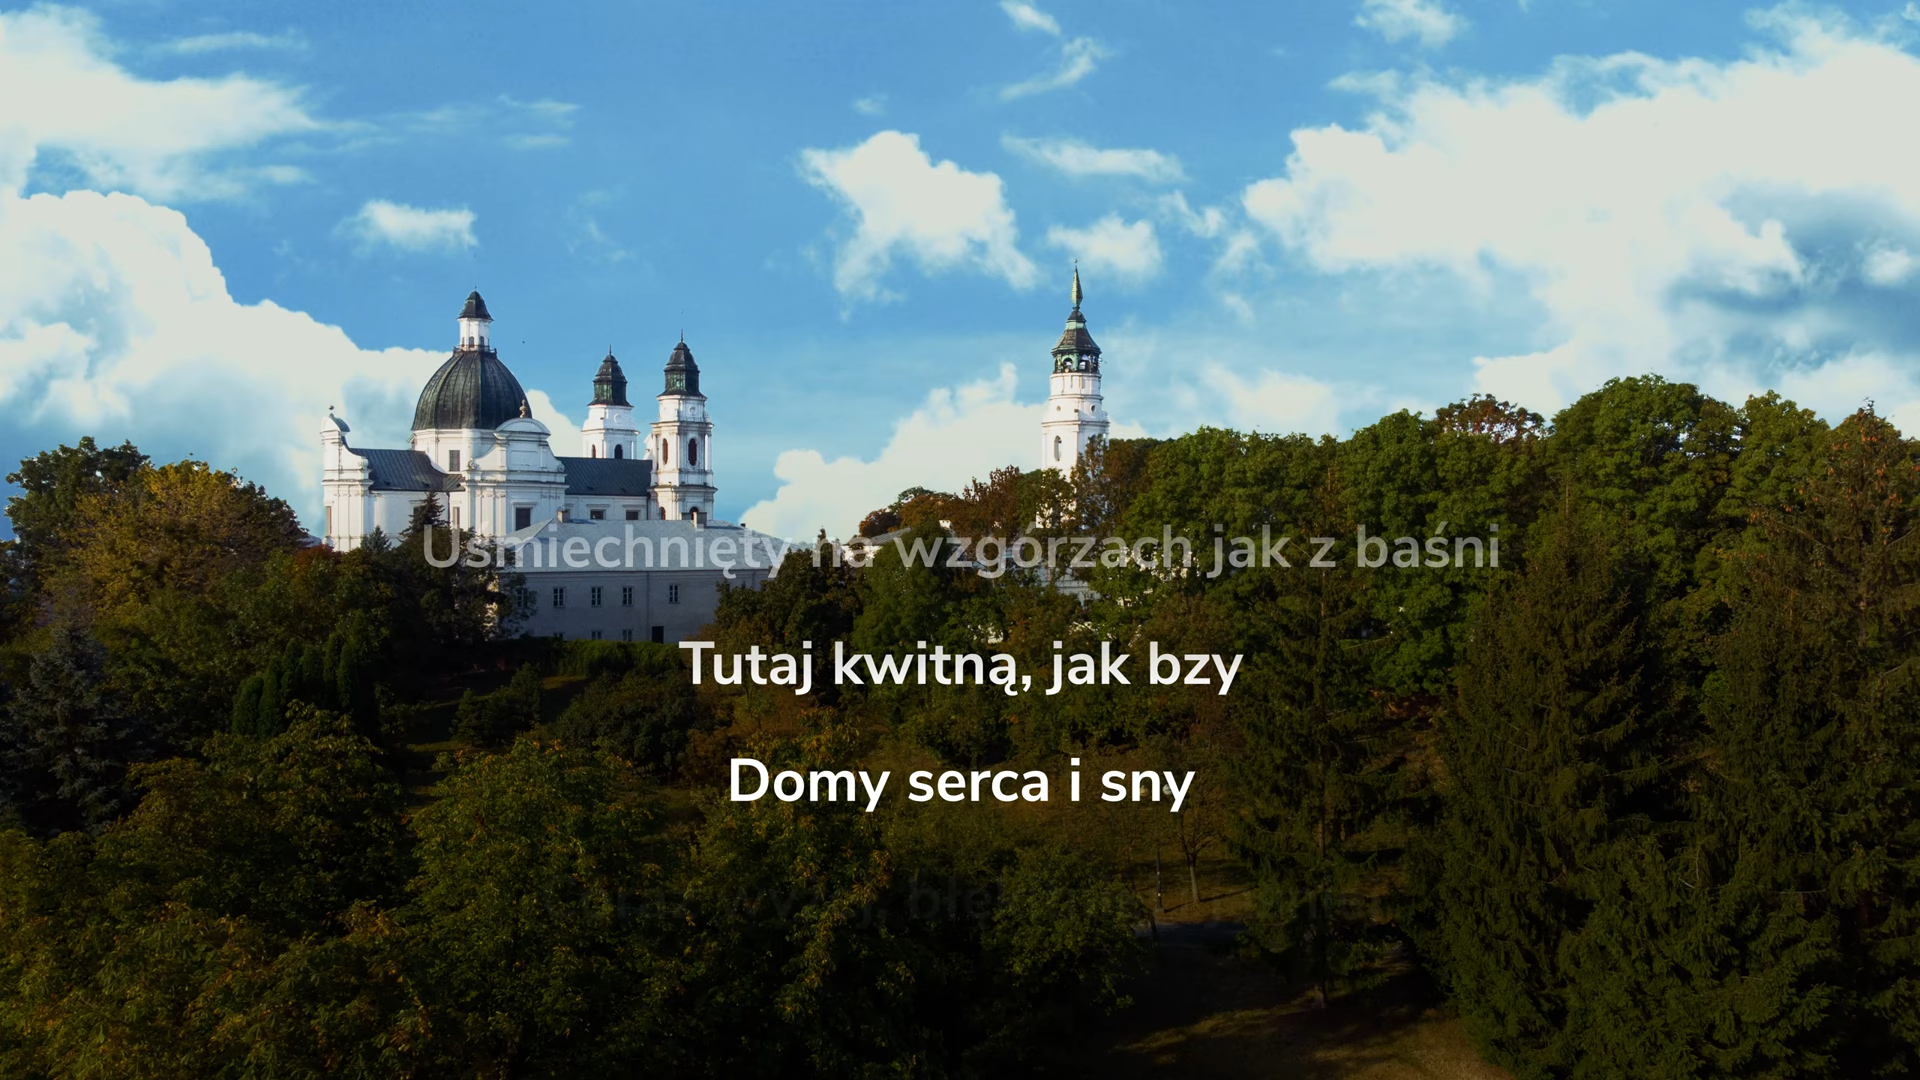 Uśmiechnięty na wzgórzach jak z baśni
Tutaj kwitną, jak bzy
Domy serca i sny